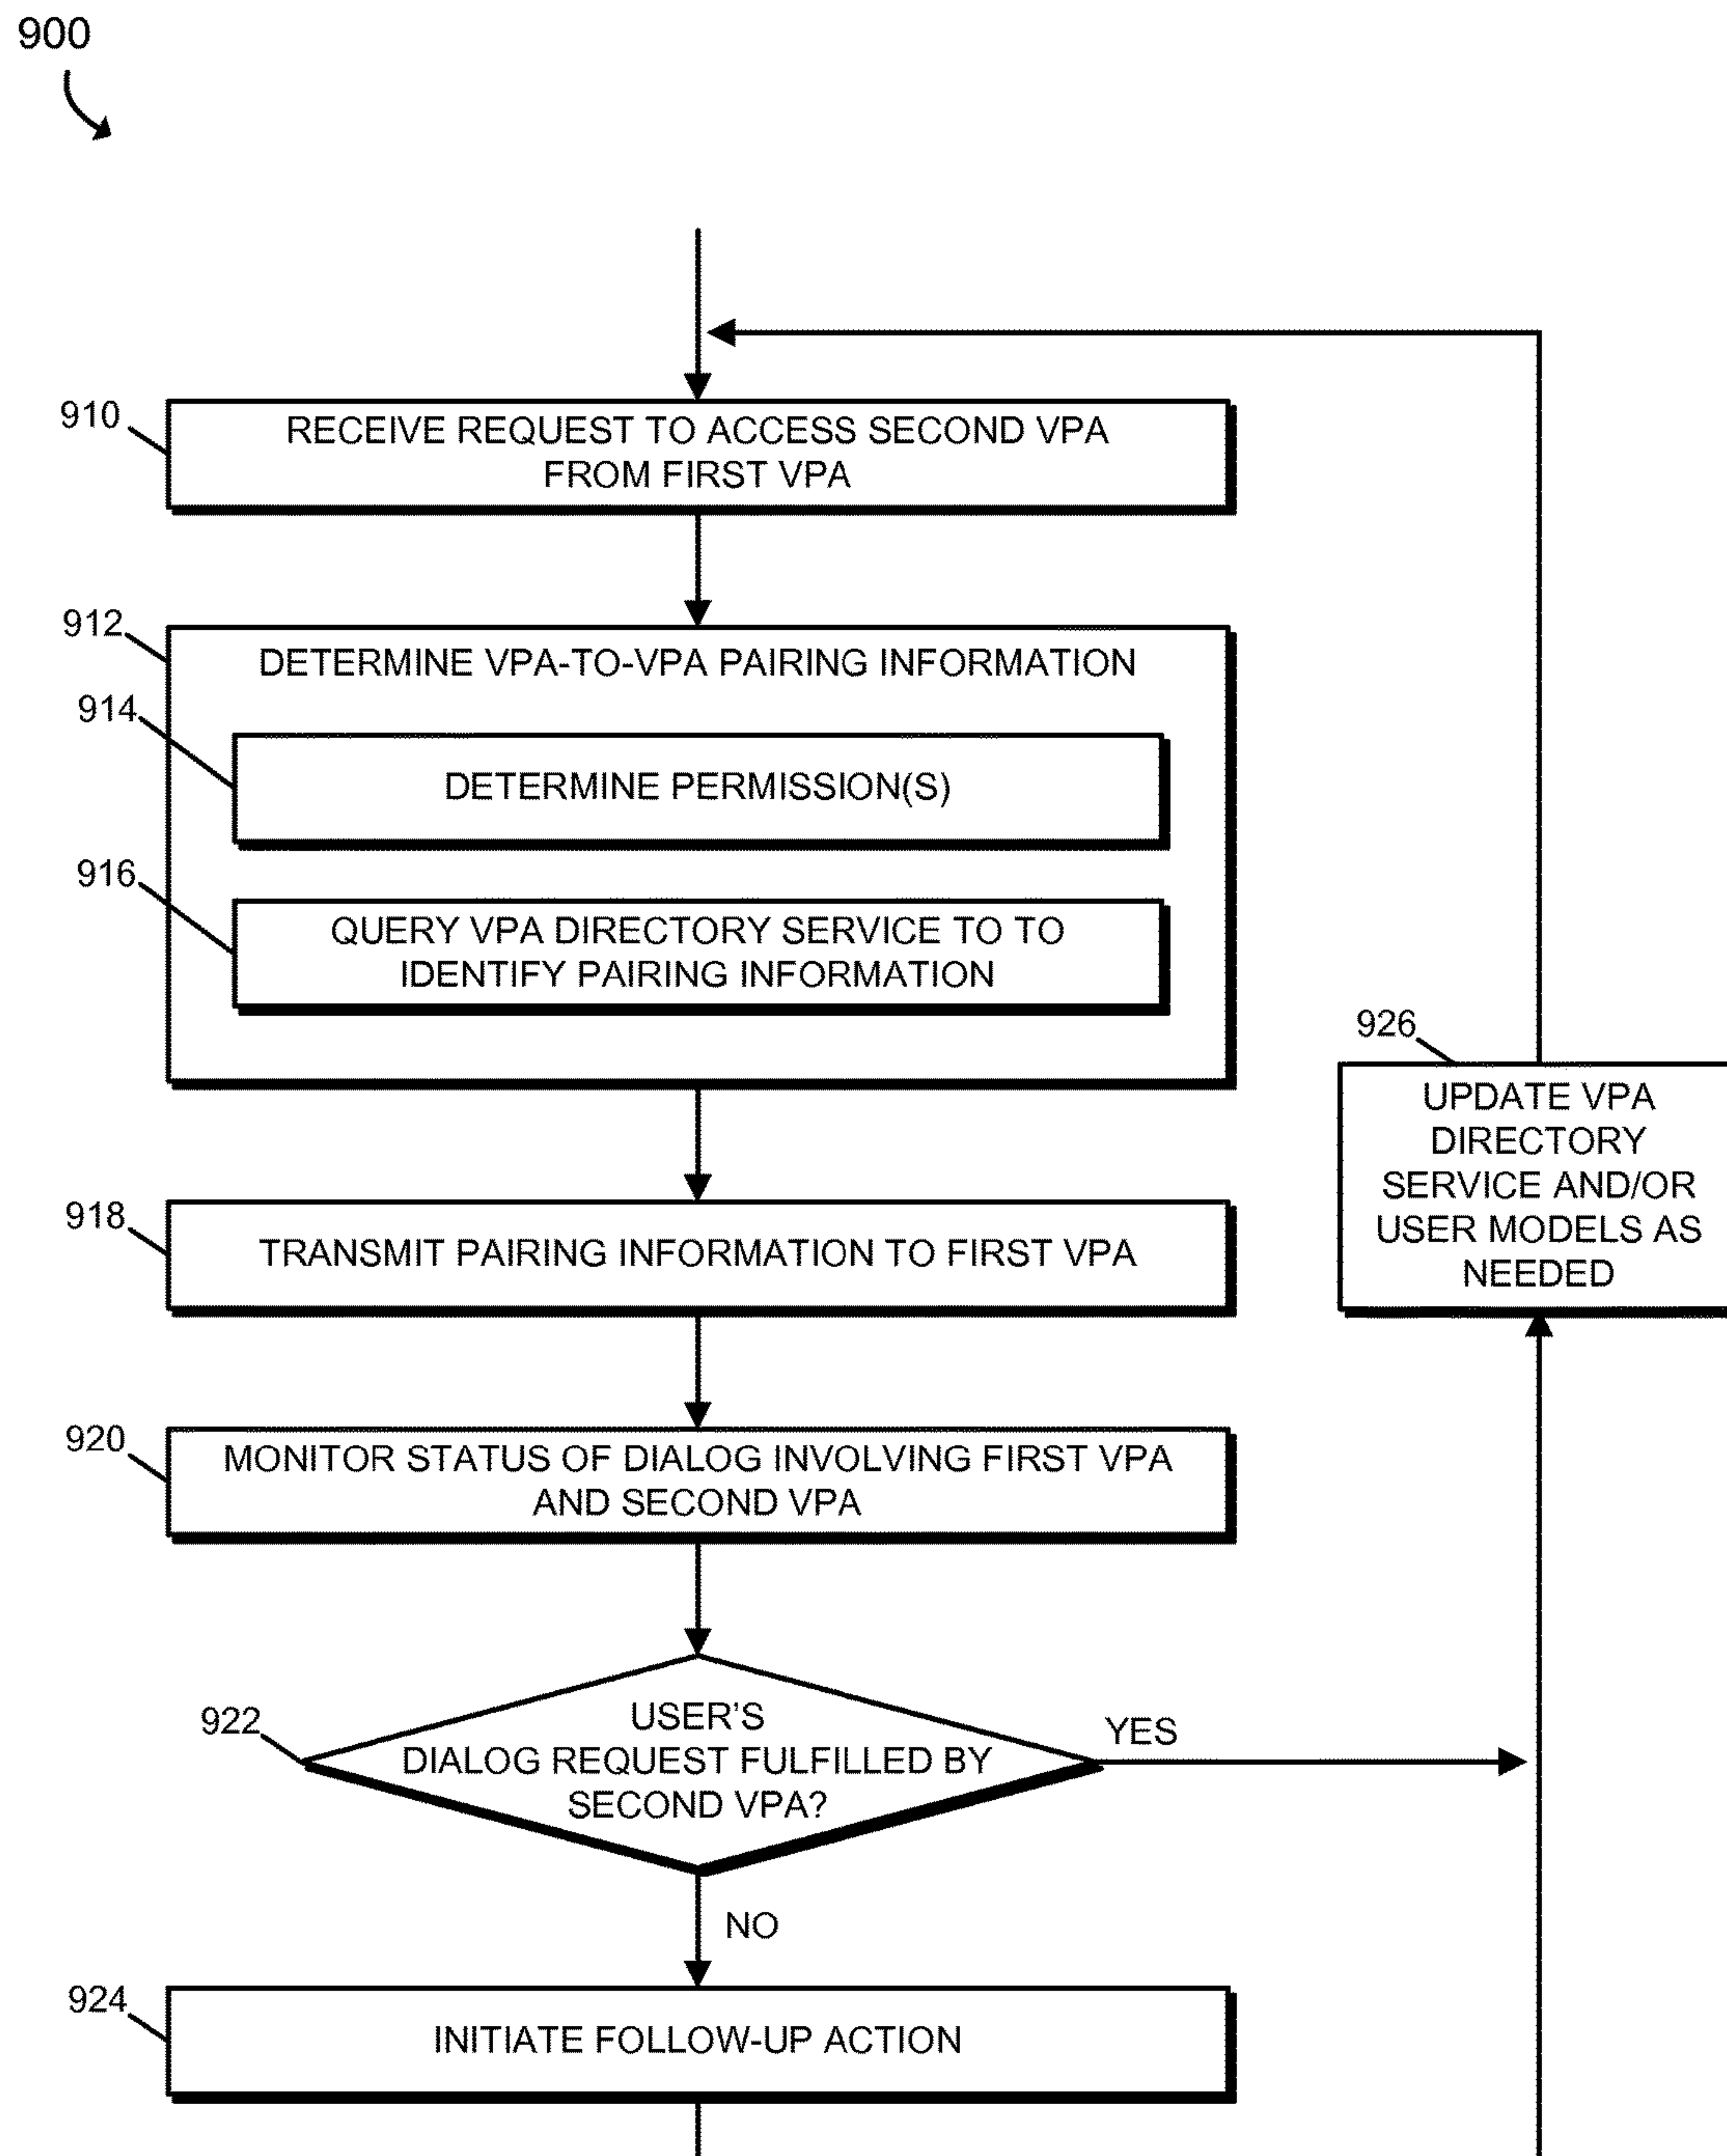 900
910
RECEIVE REQUEST TO ACCESS SECOND VPA
FROM FIRST VPA
912
DETERMINE VPA-TO-VPA PAIRING INFORMATION
914
DETERMINE PERMISSION(S)
916
QUERY VPA DIRECTORY SERVICE TO TO
IDENTIFY PAIRING INFORMATION
926
UPDATE VPA
DIRECTORY
SERVICE AND/OR
USER MODELS AS
NEEDED
918
TRANSMIT PAIRING INFORMATION TO FIRST VPA
920
MONITOR STATUS OF DIALOG INVOLVING FIRST VPA
AND SECOND VPA
922
USER’S
DIALOG REQUEST FULFILLED BY
SECOND VPA?
YES
NO
924
INITIATE FOLLOW-UP ACTION